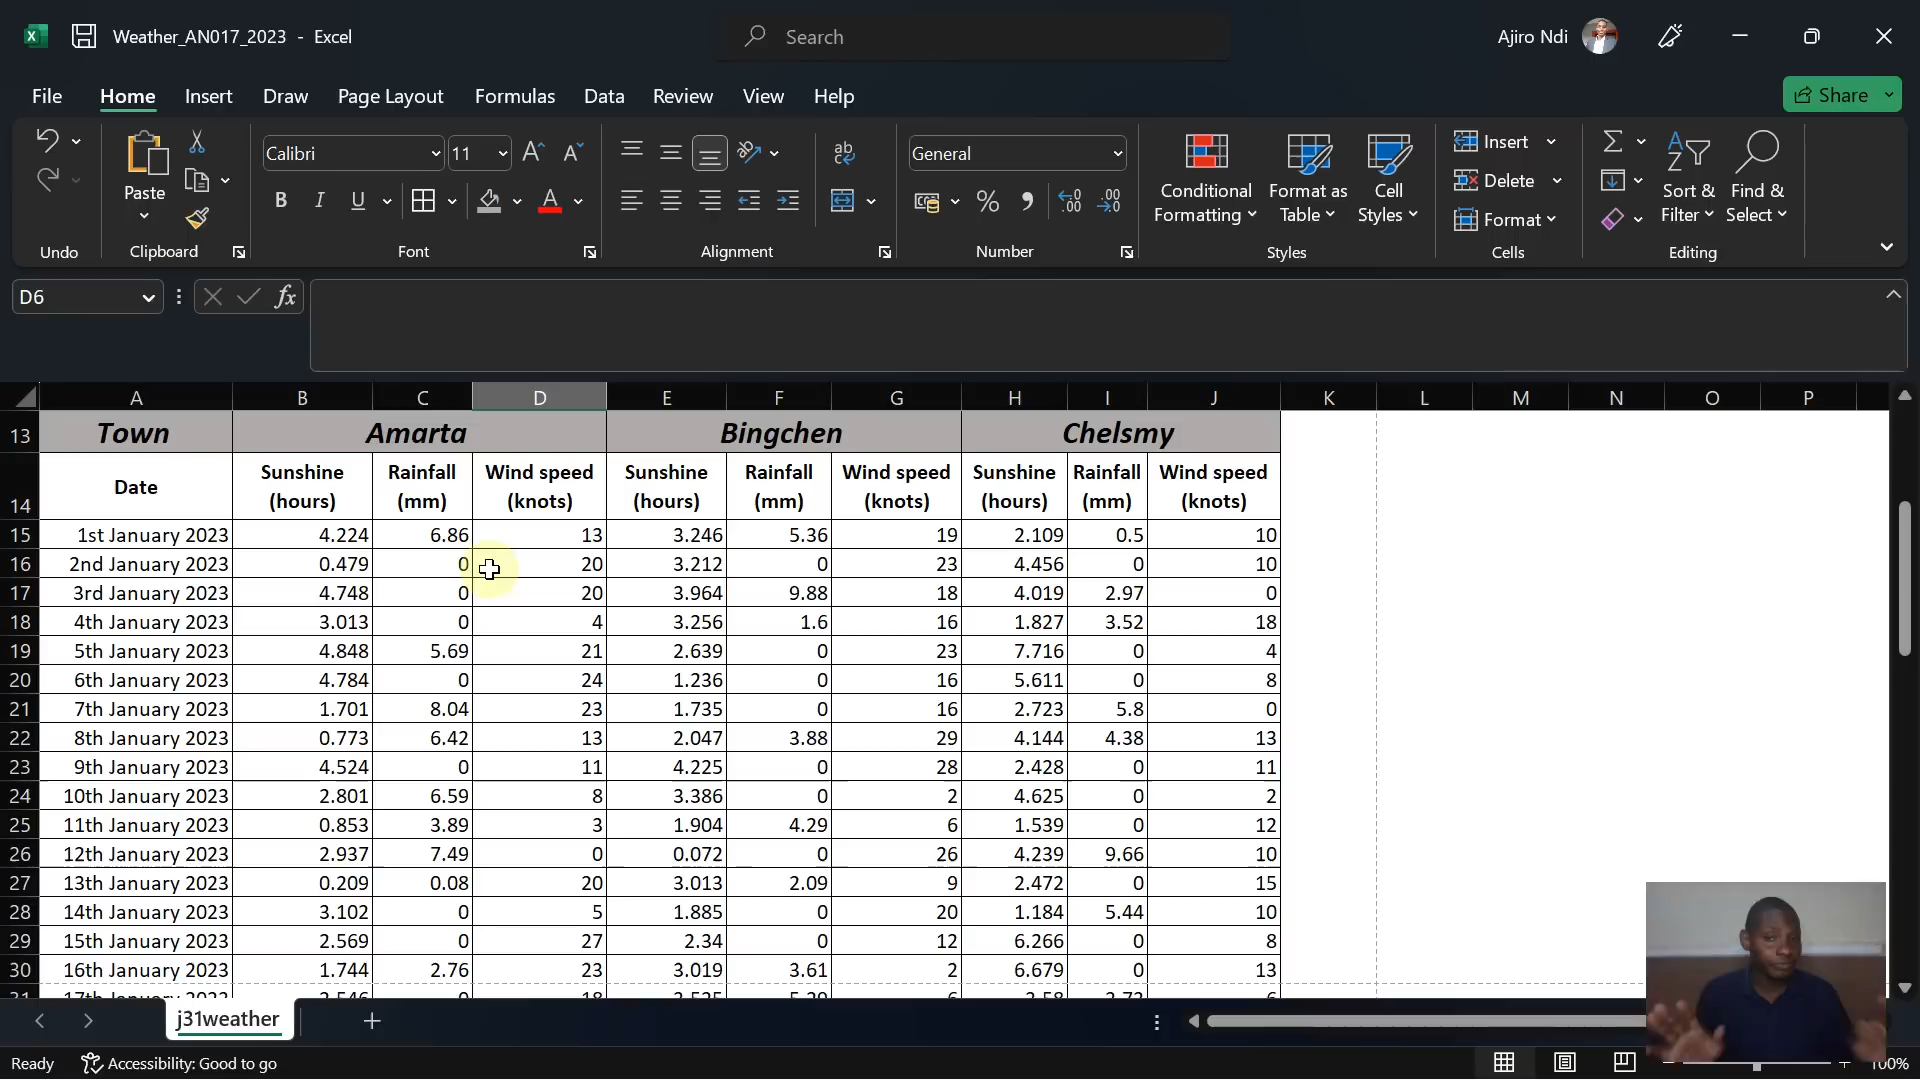 Weather_AN017_2023 - Excel
Search
Ajiro Ndi
File Home Insert Draw Page Layout Formulas Data Review View Help
Share
Paste
Calibri 11
B I U
ab
General
Conditional Formatting
Format as Table
Cell Styles
Insert
Delete
Format
Sort & Filter
Find & Select
Undo Clipboard Font Alignment Number Styles Cells Editing
D6
fx
A B C D E F G H I J K L M N O P
13 Town Amarta Bingchen Chelsmy
14 Date Sunshine (hours) Rainfall (mm) Wind speed (knots) Sunshine (hours) Rainfall (mm) Wind speed (knots) Sunshine (hours) Rainfall (mm) Wind speed (knots)
15 1st January 2023 4.224 6.86 13 3.246 5.36 19 2.109 0.5 10
16 2nd January 2023 0.479 0 20 3.212 0 23 4.456 0 10
17 3rd January 2023 4.748 0 20 3.964 9.88 18 4.019 2.97 0
18 4th January 2023 3.013 0 4 3.256 1.6 16 1.827 3.52 18
19 5th January 2023 4.848 5.69 21 2.639 0 23 7.716 0 4
20 6th January 2023 4.784 0 24 1.236 0 16 5.611 0 8
21 7th January 2023 1.701 8.04 23 1.735 0 16 2.723 5.8 0
22 8th January 2023 0.773 6.42 13 2.047 3.88 29 4.144 4.38 13
23 9th January 2023 4.524 0 11 4.225 0 28 2.428 0 11
24 10th January 2023 2.801 6.59 8 3.386 0 2 4.625 0 2
25 11th January 2023 0.853 3.89 3 1.904 4.29 6 1.539 0 12
26 12th January 2023 2.937 7.49 0 0.072 0 26 4.239 9.66 10
27 13th January 2023 0.209 0.08 20 3.013 2.09 9 2.472 0 15
28 14th January 2023 3.102 0 5 1.885 0 20 1.184 5.44 10
29 15th January 2023 2.569 0 27 2.34 0 12 6.266 0 8
30 16th January 2023 1.744 2.76 23 3.019 3.61 2 6.679 0 13
j31weather
Ready Accessibility: Good to go
100%